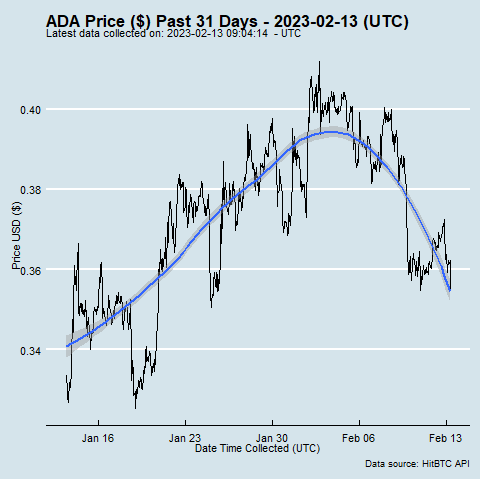 ADA Price ($) Past 31 Days - 2023-02-13 (UTC)
Latest data collected on: 2023-02-13 09:04:14 - UTC
Price USD ($)
0.40
0.38
0.36
0.34
Jan 16 Jan 23 Jan 30 Feb 06 Feb 13
Date Time Collected (UTC)
Data source: HitBTC API